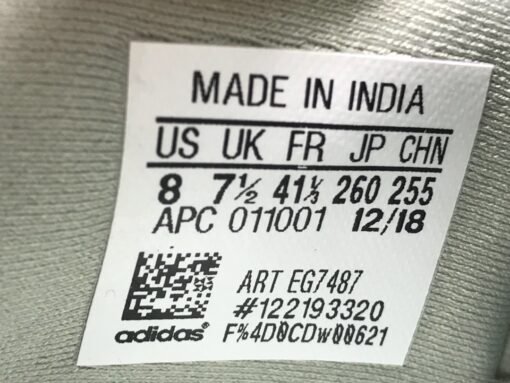 MADE IN INDIA
US UK FR JP CHN
8 7½ 41⅓ 260 255
APC 011001 12/18
ART EG7487
#122193320
adidas® F%4D0CDw00621